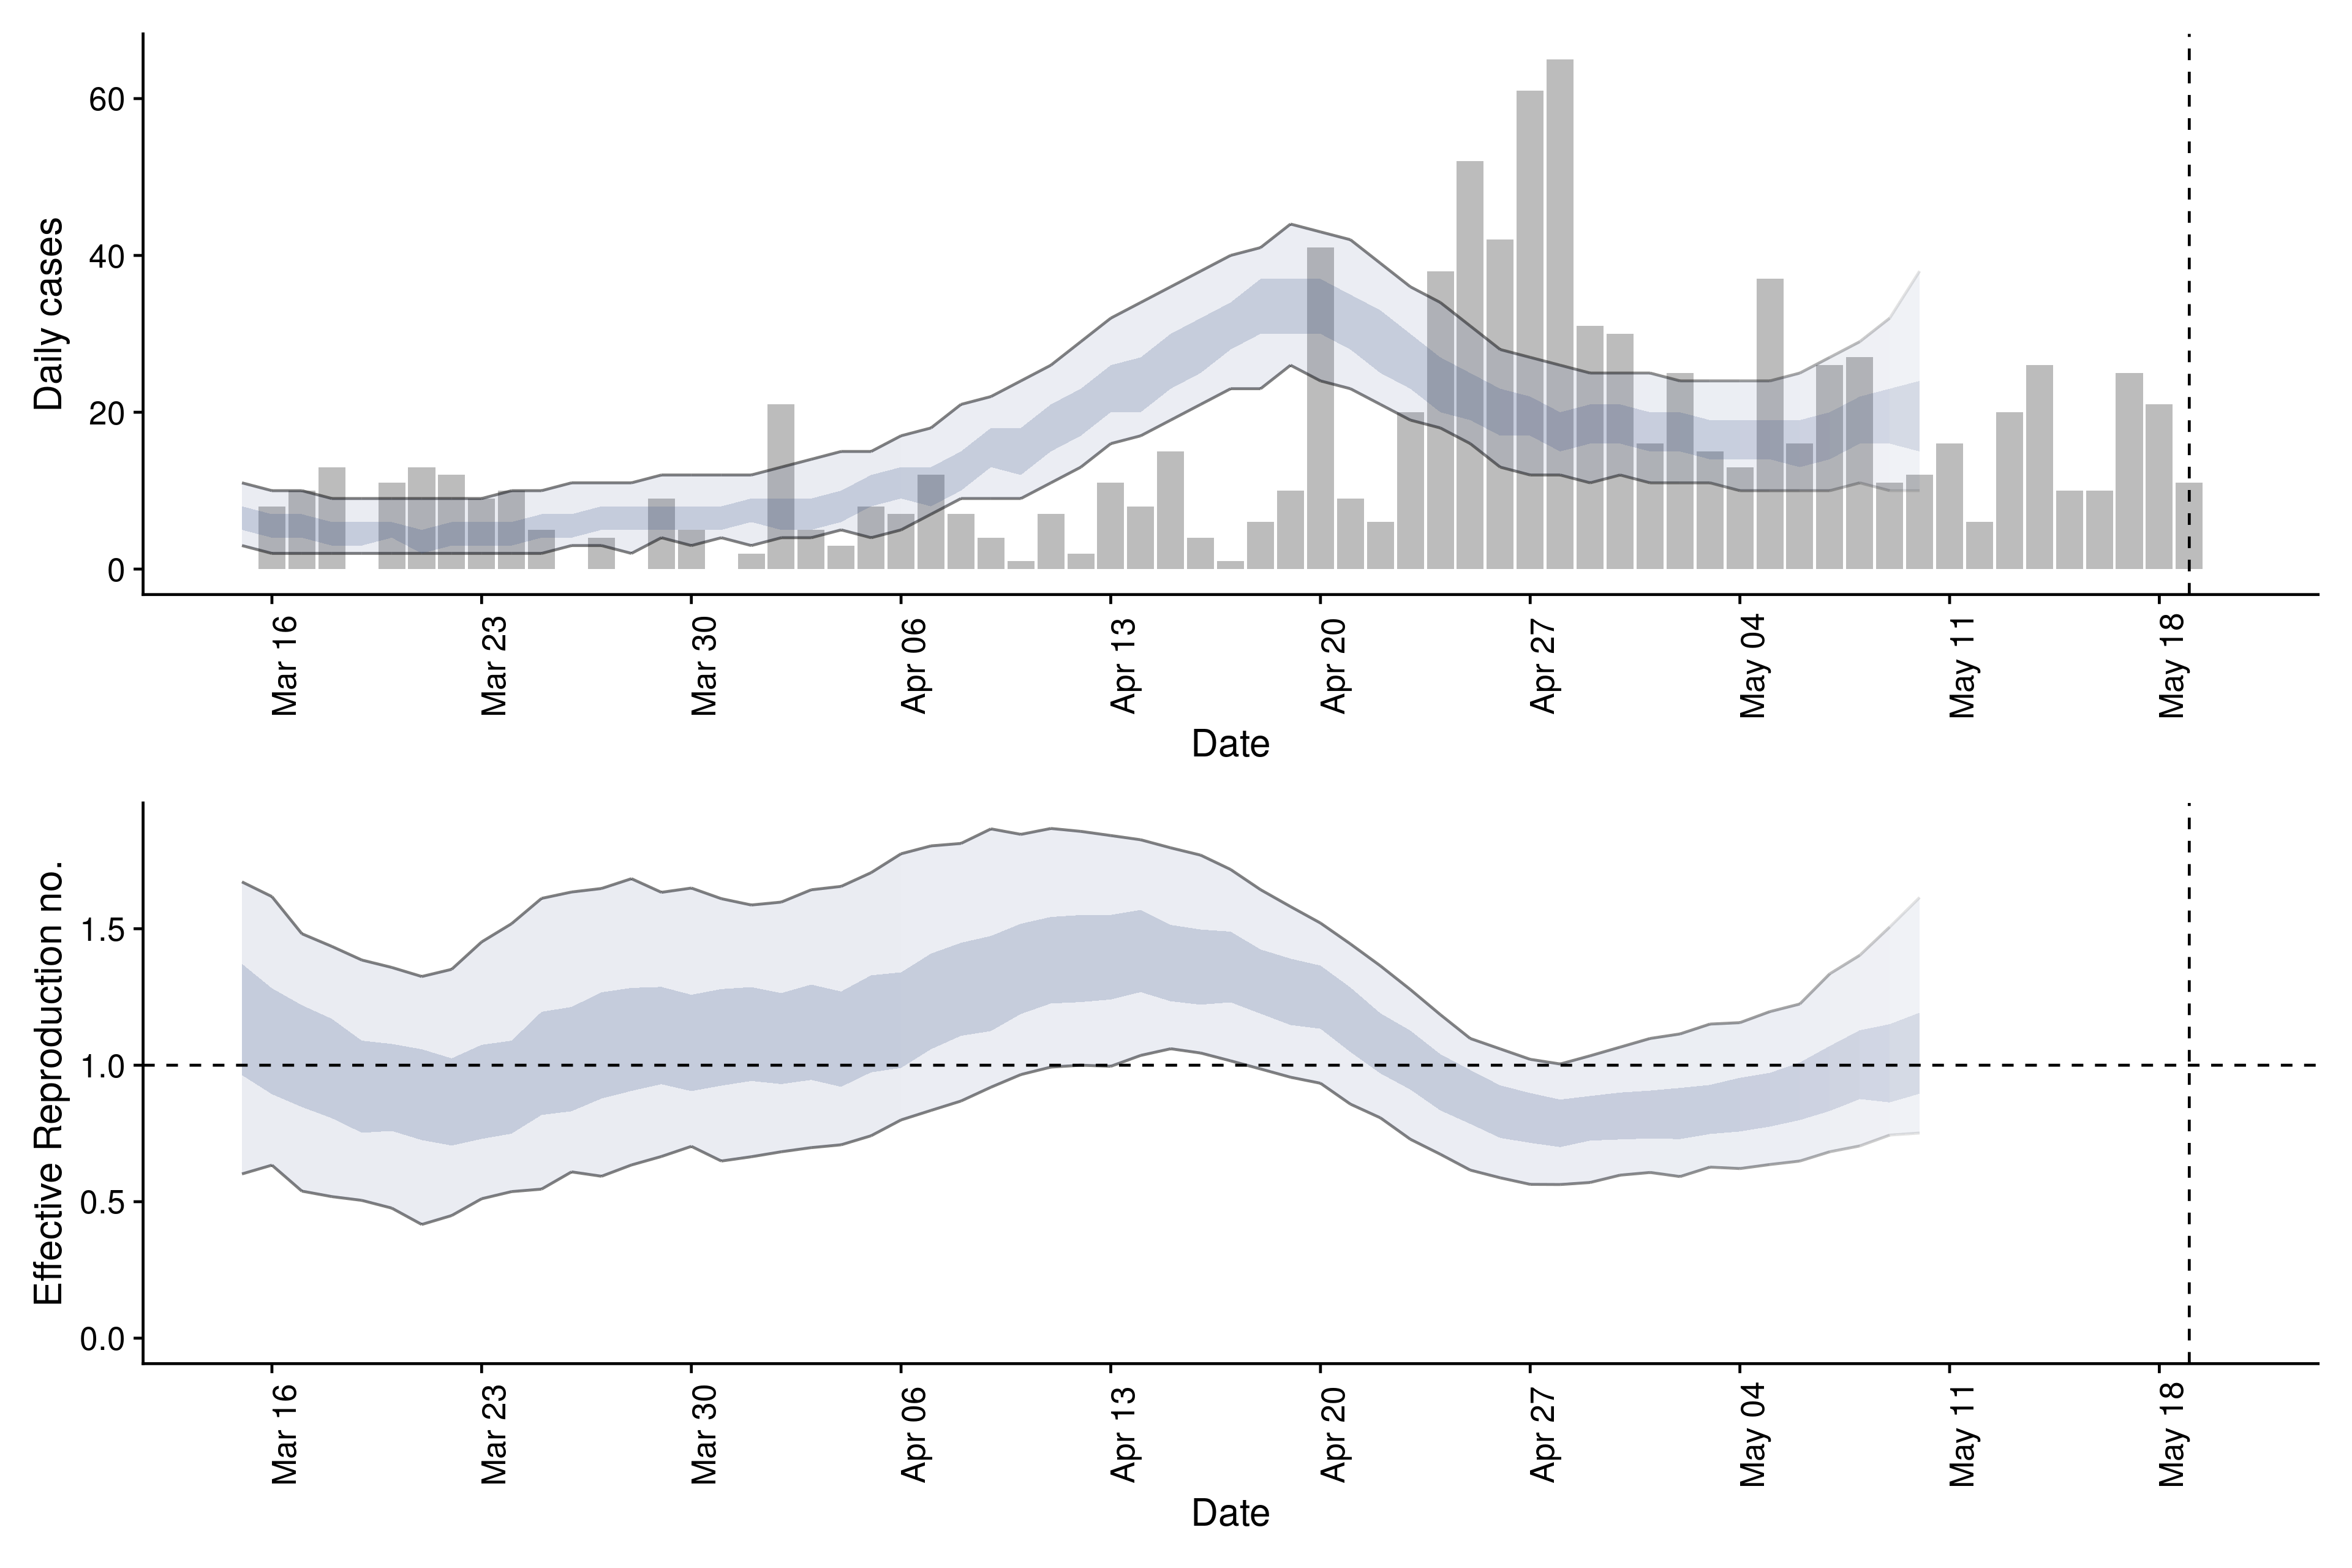 Daily cases
60
40
20
0
Mar 16
Mar 23
Mar 30
Apr 06
Apr 13
Apr 20
Apr 27
May 04
May 11
May 18
Date
Effective Reproduction no.
1.5
1.0
0.5
0.0
Mar 16
Mar 23
Mar 30
Apr 06
Apr 13
Apr 20
Apr 27
May 04
May 11
May 18
Date